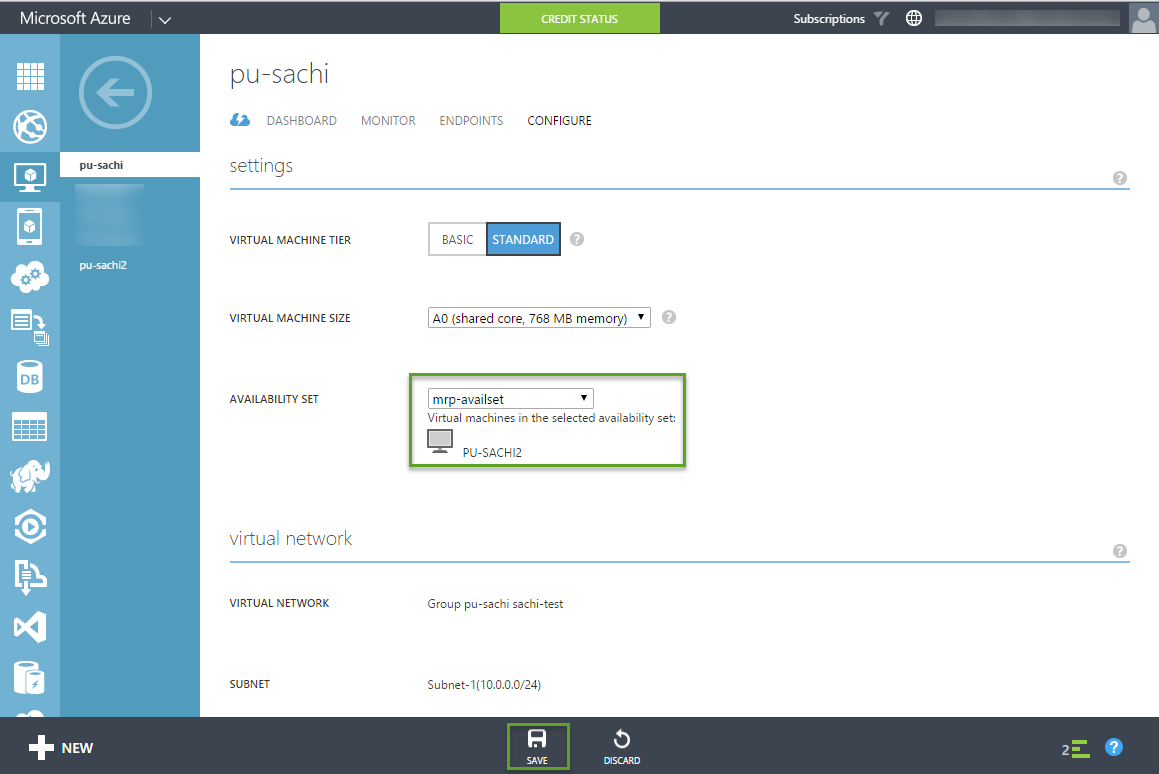 Microsoft Azure
CREDIT STATUS
Subscriptions
pu-sachi
pu-sachi2
pu-sachi
DASHBOARD MONITOR ENDPOINTS CONFIGURE
settings
?
VIRTUAL MACHINE TIER
BASIC STANDARD ?
VIRTUAL MACHINE SIZE
A0 (shared core, 768 MB memory) ?
AVAILABILITY SET
mrp-availset
Virtual machines in the selected availability set:
PU-SACHI2
virtual network
?
VIRTUAL NETWORK
Group pu-sachi sachi-test
SUBNET
Subnet-1(10.0.0.0/24)
DB
NEW
SAVE
DISCARD
2
?